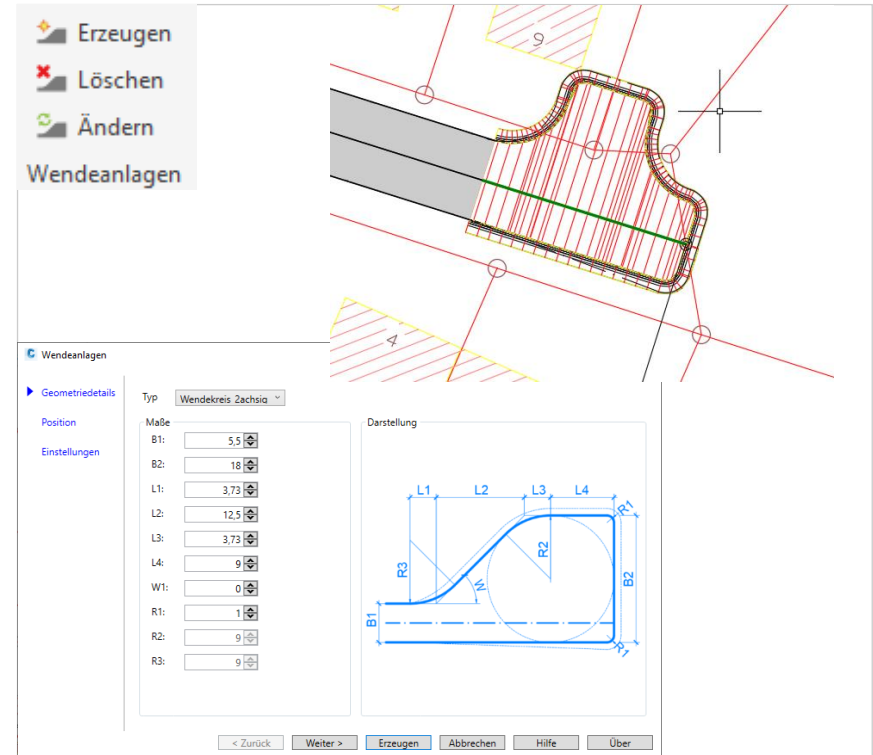 Erzeugen
Löschen
Ändern
Wendeanlagen
9
4
C Wendeanlagen
Geometriedetails
Position
Einstellungen
Typ Wendekreis 2achsig
Maße
B1: 5,5
B2: 18
L1: 3,73
L2: 12,5
L3: 3,73
L4: 9
W1: 0
R1: 1
R2: 9
R3: 9
Darstellung
L1 L2 L3 L4
R1
R2
R3
W
B2
B1
R1
< Zurück Weiter > Erzeugen Abbrechen Hilfe Über